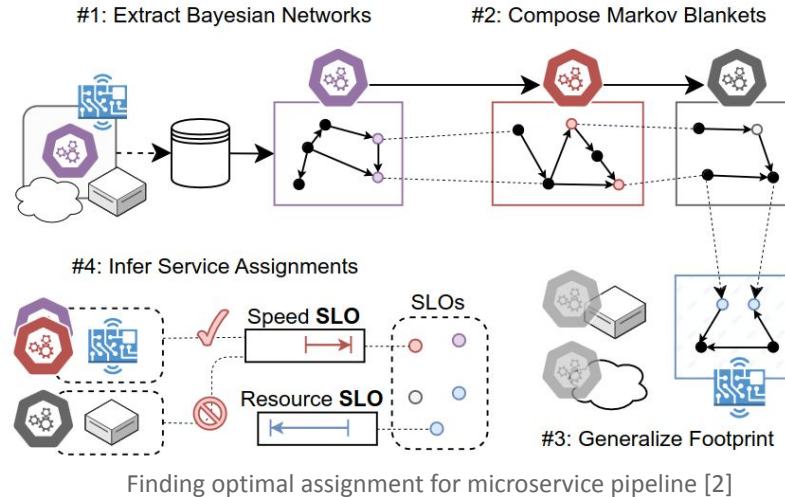 #1: Extract Bayesian Networks
#2: Compose Markov Blankets
#4: Infer Service Assignments
Speed SLO
SLOs
Resource SLO
#3: Generalize Footprint
Finding optimal assignment for microservice pipeline [2]